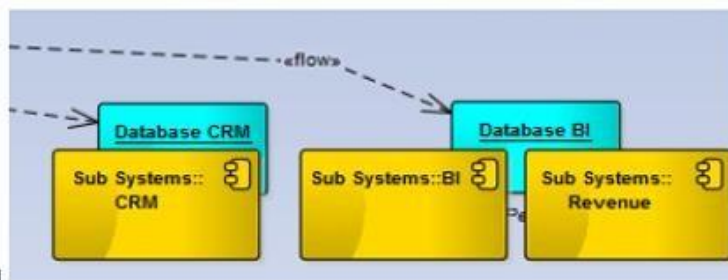 «flow»
Database CRM
Database BI
Sub Systems::
CRM
Sub Systems::BI
Sub Systems::
Revenue